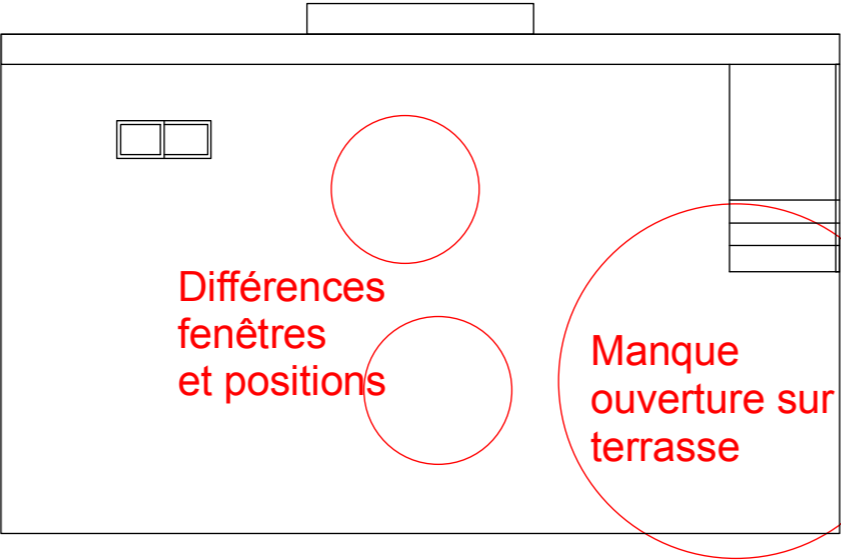 Différences
fenêtres
et positions
Manque
ouverture sur
terrasse